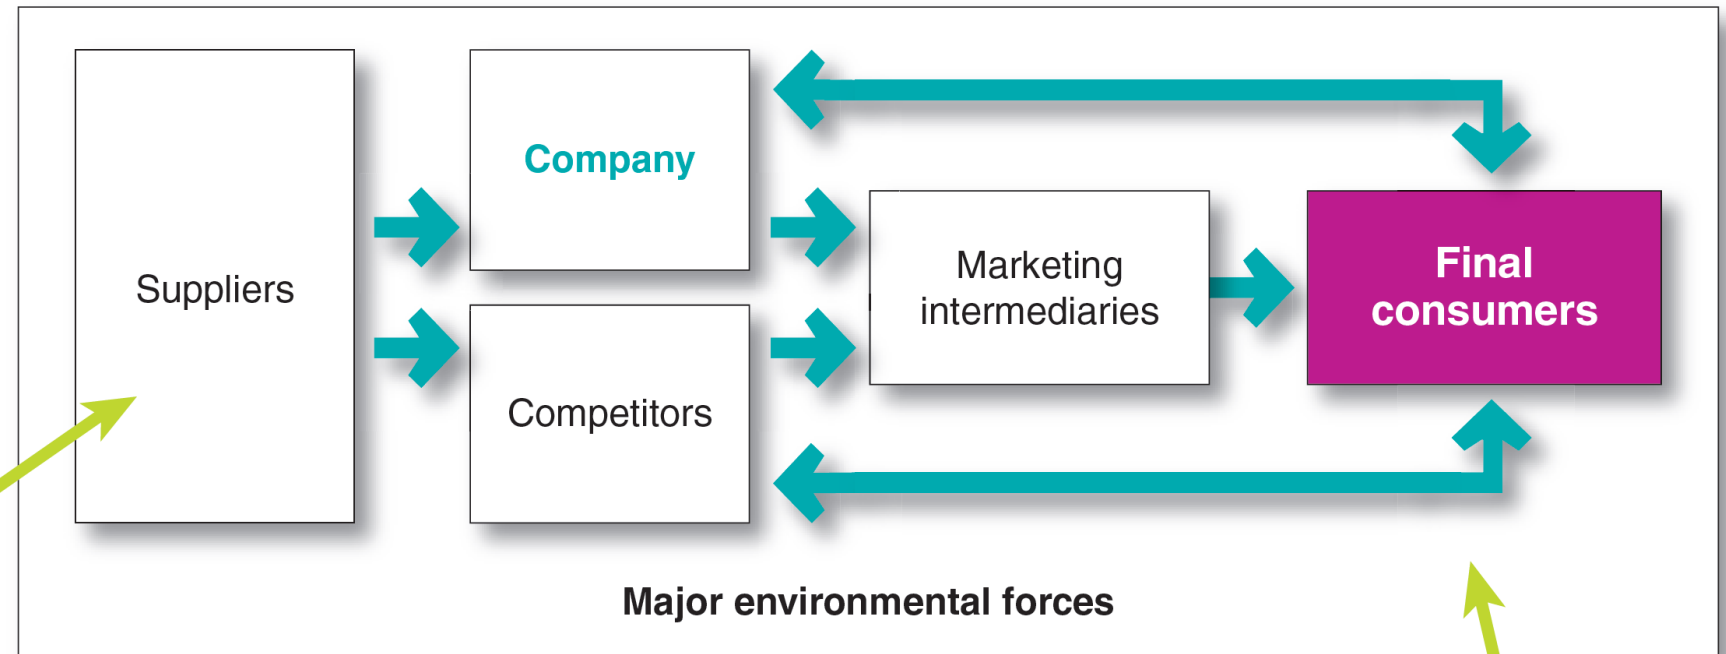 Suppliers
Company
Competitors
Marketing
intermediaries
Final
consumers
Major environmental forces